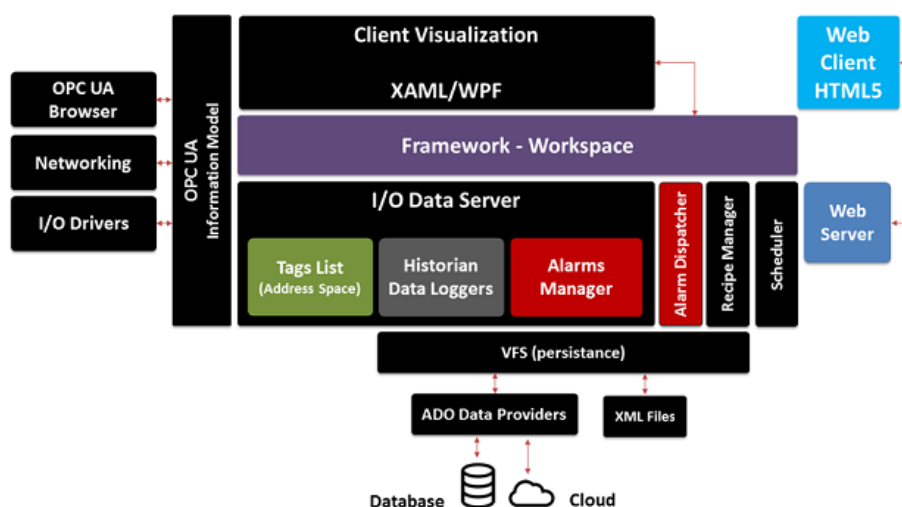 Client Visualization
XAML/WPF
Web
Client
HTML5
OPC UA
Browser
Networking
I/O Drivers
OPC UA
Information Model
Framework - Workspace
I/O Data Server
Tags List
(Address Space)
Historian
Data Loggers
Alarms
Manager
Alarm Dispatcher
Recipe Manager
Scheduler
Web
Server
VFS (persistance)
ADO Data Providers
XML Files
Database
Cloud